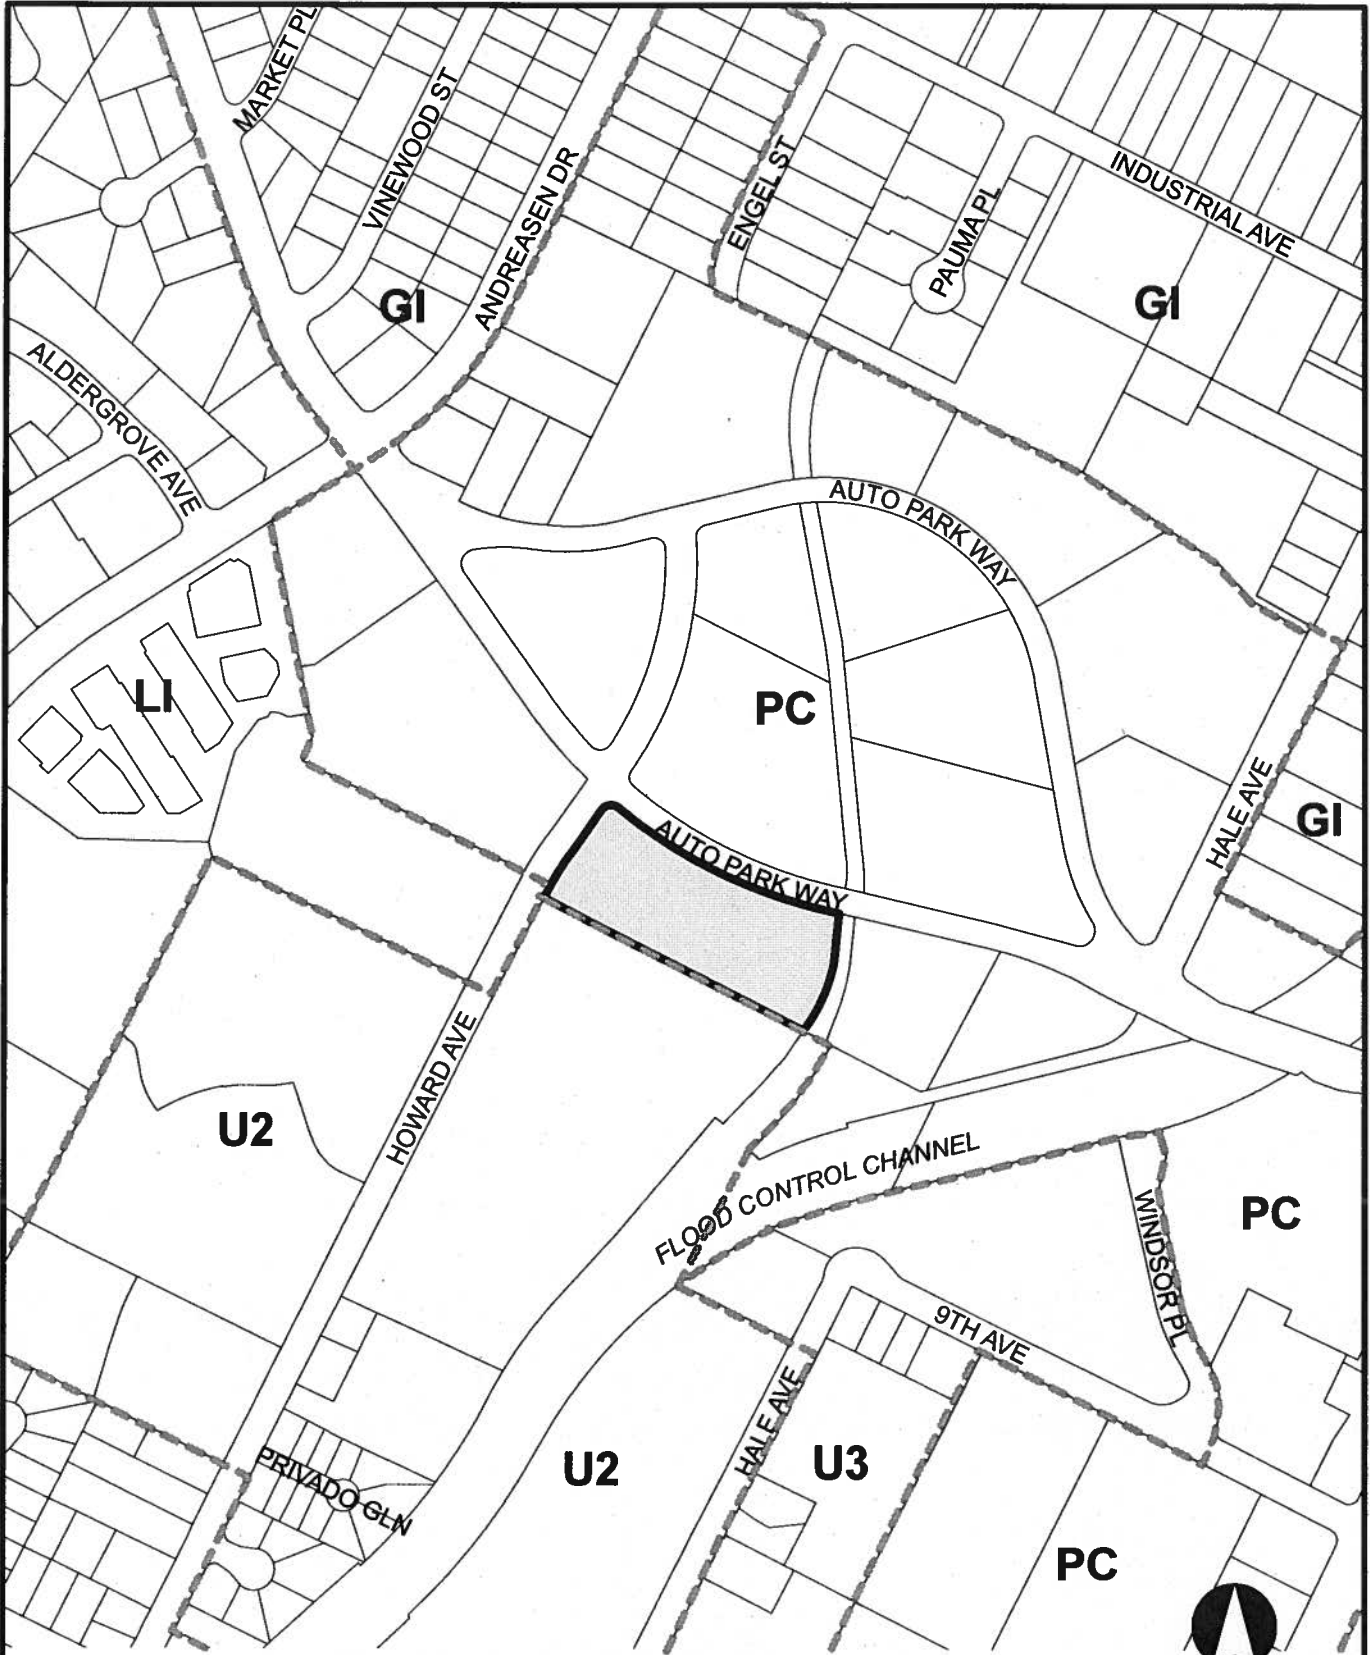 MARKET PL
VINEWOOD ST
ANDREASEN DR
ENGEL ST
PAUMA PL
INDUSTRIAL AVE
GI
GI
ALDERGROVE AVE
AUTO PARK WAY
LI
PC
HALE AVE
GI
AUTO PARK WAY
HOWARD AVE
U2
FLOOD CONTROL CHANNEL
WINDSOR PL
PC
9TH AVE
HALE AVE
U2
U3
PRIVADO GLN
PC